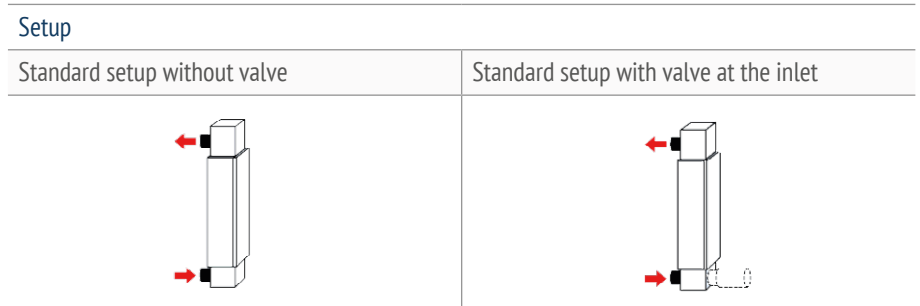 Setup
Standard setup without valve
Standard setup with valve at the inlet